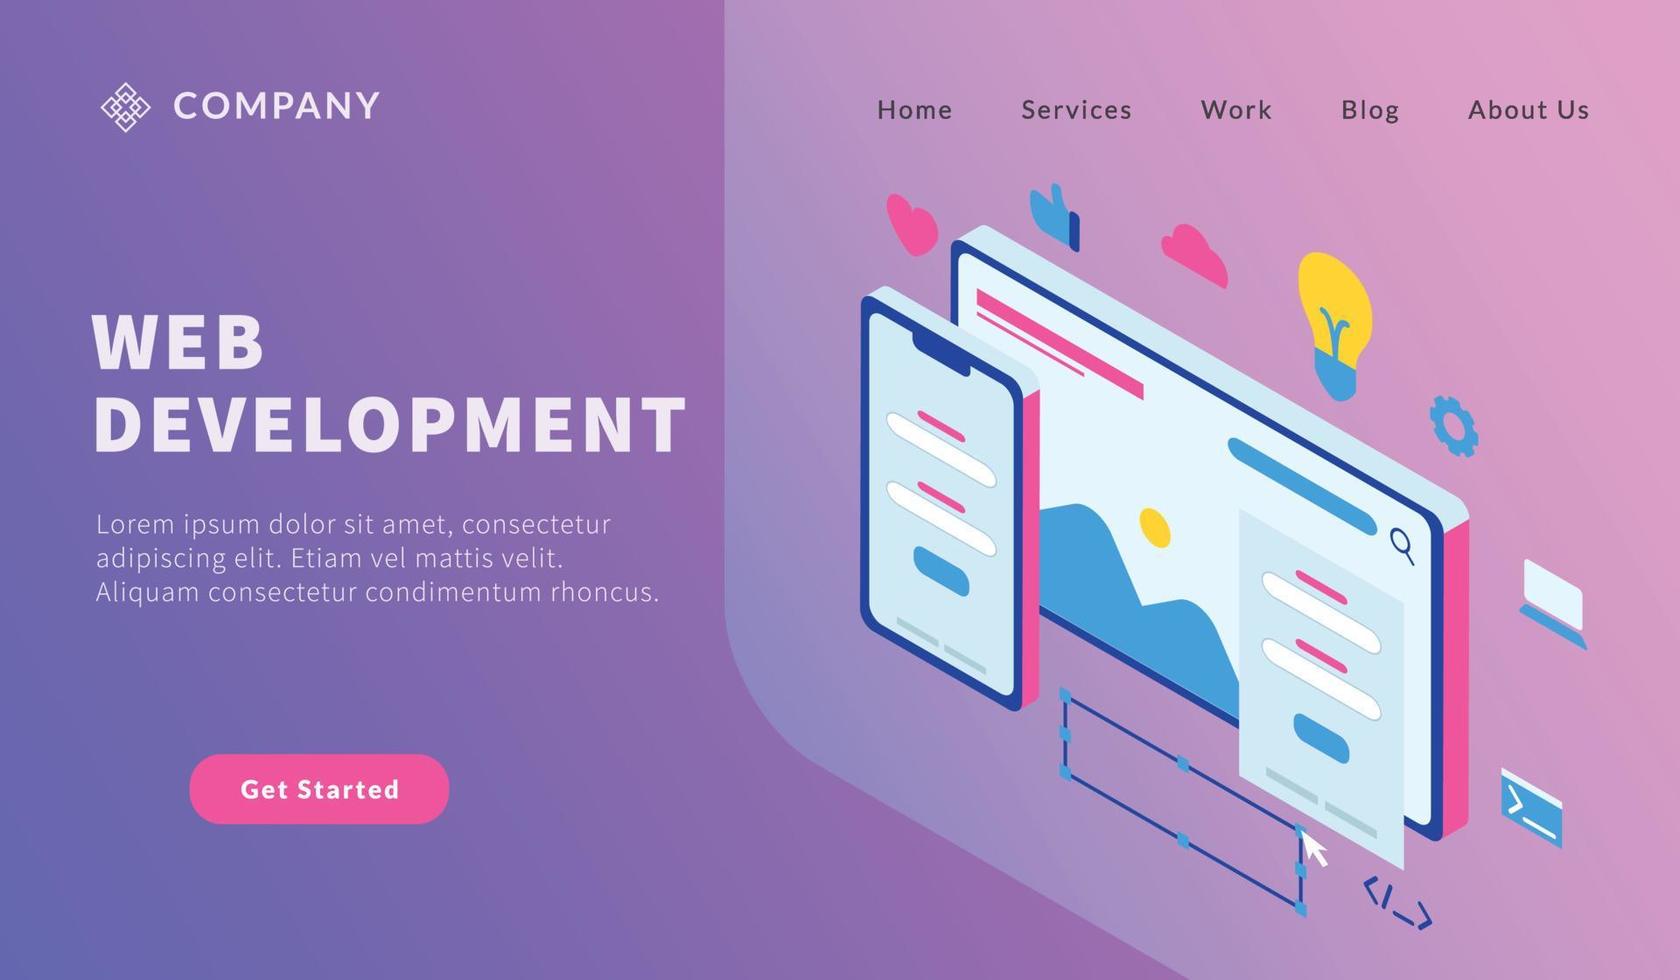 COMPANY
Home Services Work Blog About Us
WEB
DEVELOPMENT
Lorem ipsum dolor sit amet, consectetur
adipiscing elit. Etiam vel mattis velit.
Aliquam consectetur condimentum rhoncus.
Get Started